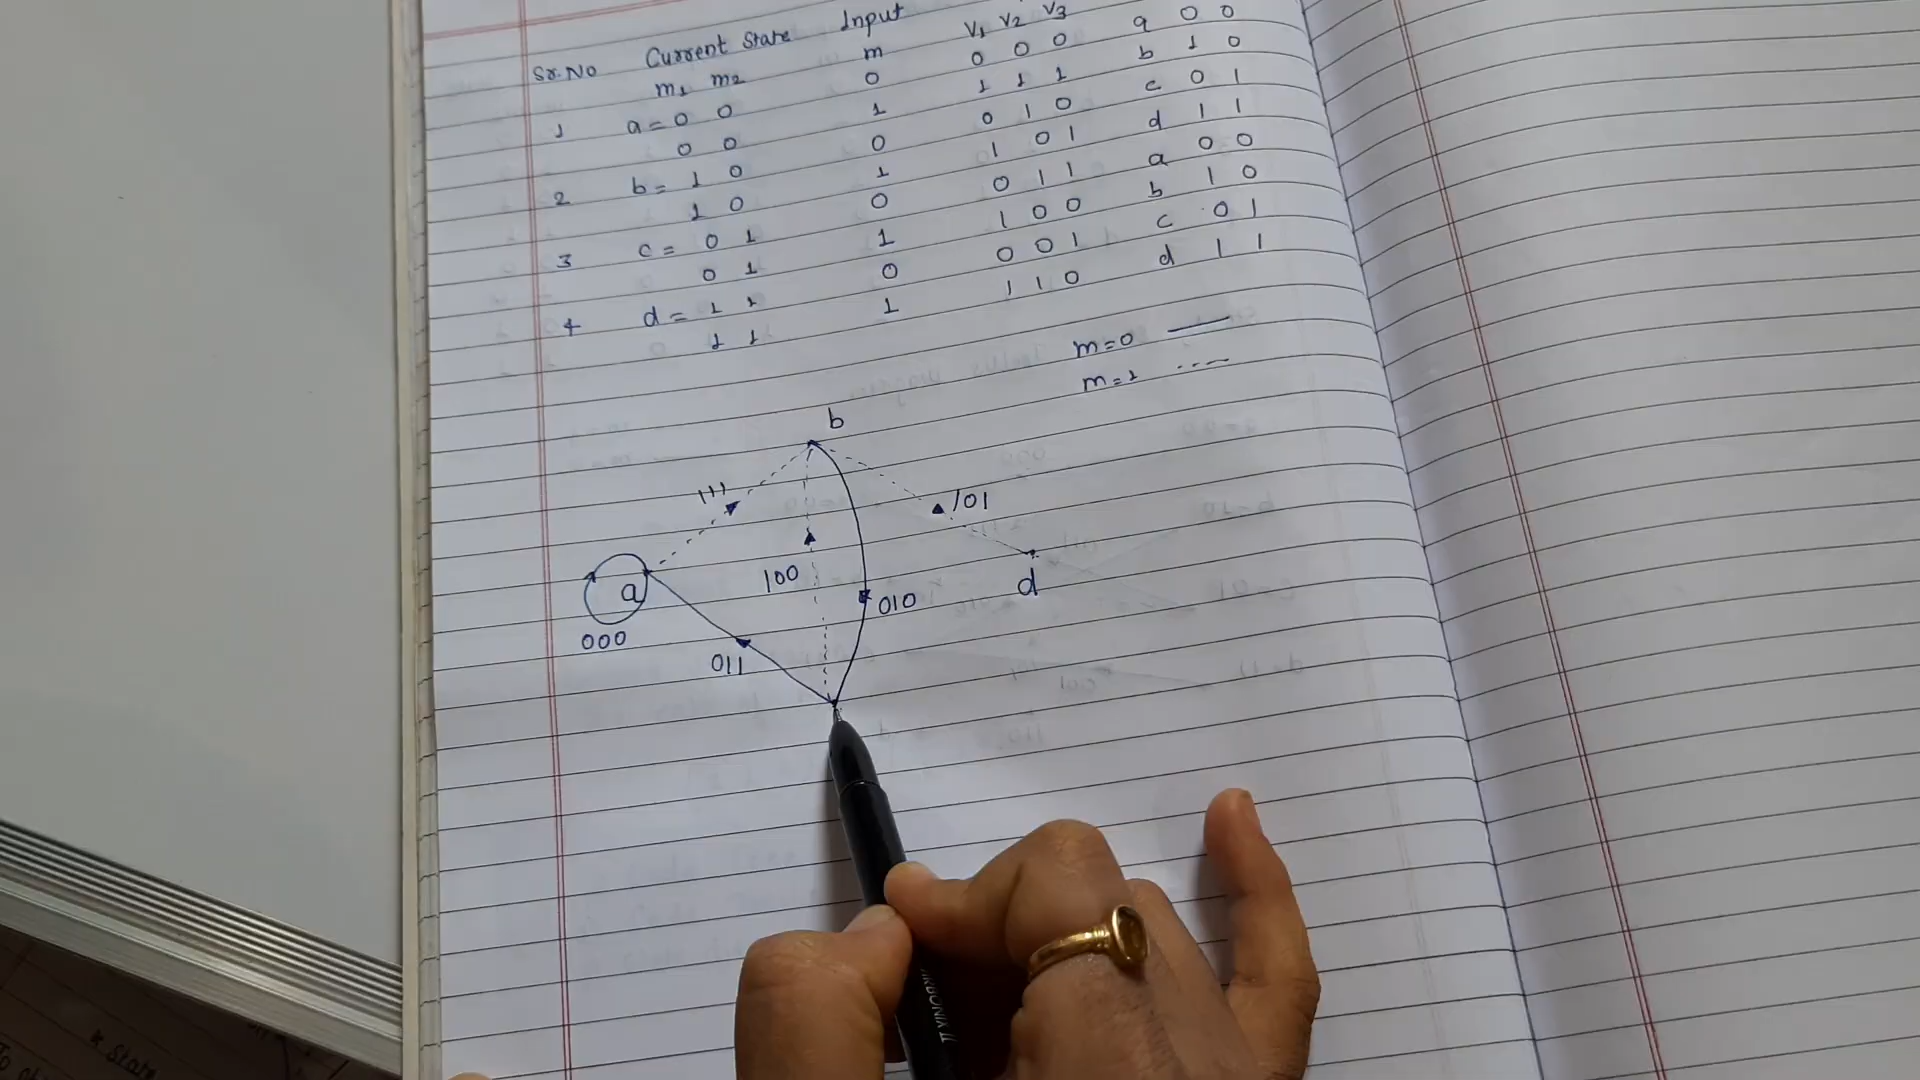 Sr.No Current State Input
m1 m2 m V1 V2 V3
1 a = 0 0 0 0 0 0 a 0 0
0 0 1 1 1 1 b 1 0
2 b = 1 0 0 0 1 0 c 0 1
1 0 1 1 0 1 d 1 1
3 c = 0 1 0 0 1 1 a 0 0
0 1 1 1 0 0 b 1 0
4 d = 1 1 0 0 0 1 c 0 1
1 1 1 1 1 0 d 1 1
m=0
m=1
b
111
101
100
a
d
010
000
011
* State